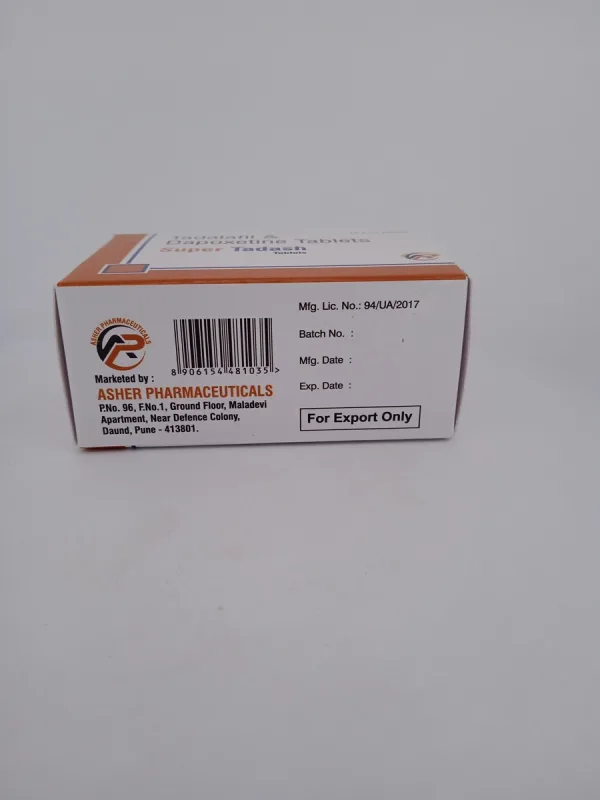 Tadalafil &
Dapoxetine Tablets
Super Tadash
Tablets
ASHER PHARMACEUTICALS
8 906154 481035 >
Marketed by :
ASHER PHARMACEUTICALS
P.No. 96, F.No.1, Ground Floor, Maladevi
Apartment, Near Defence Colony,
Daund, Pune - 413801.
Mfg. Lic. No.: 94/UA/2017
Batch No. :
Mfg. Date :
Exp. Date :
For Export Only